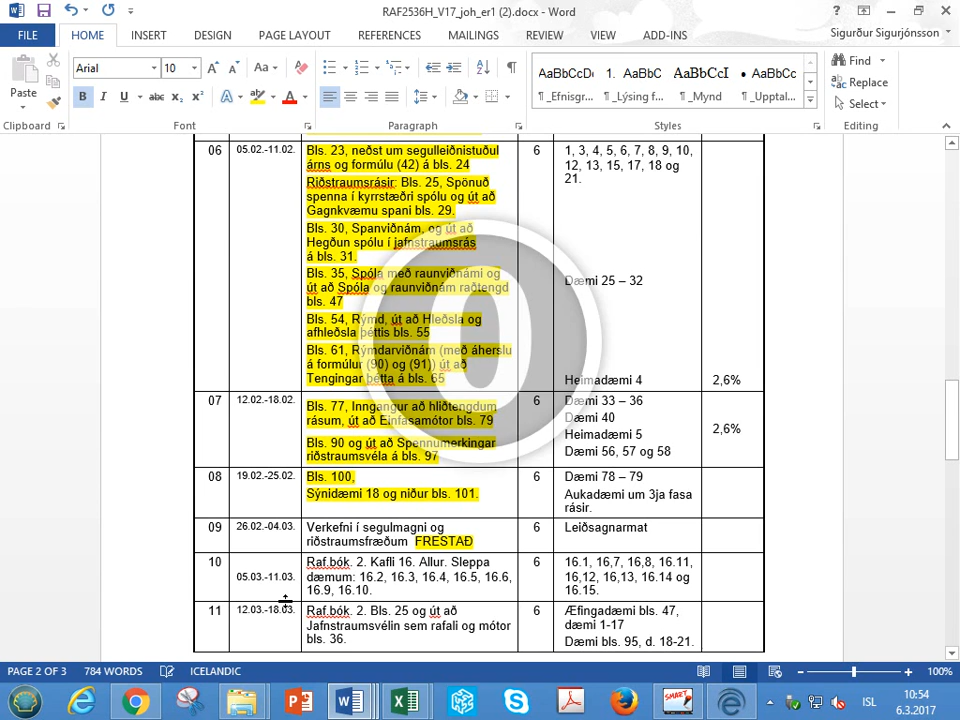 RAF2536H_V17_joh_er1 (2).docx - Word
FILE HOME INSERT DESIGN PAGE LAYOUT REFERENCES MAILINGS REVIEW VIEW ADD-INS Sigurður Sigurjónsson
Paste
Arial 10
B I U abc x₂ x²
AaBbCcDc 1. AaBbC AaBbCcI • AaBbCc
¶ _Efnisgr... ¶ _Lýsing f... ¶ _Mynd ¶ _Upptal...
Find
Replace
Select
Clipboard Font Paragraph Styles Editing
06 05.02.-11.02. Bls. 23, neðst um segulleiðnistuðul 6 1, 3, 4, 5, 6, 7, 8, 9, 10,
árns og formúlu (42) á bls. 24 12, 13, 15, 17, 18 og
21.
Riðstraumsrásir: Bls. 25, Spönuð
spenna í kyrrstæðri spólu og út að
Gagnkvæmu spani bls. 29.
Bls. 30, Spanviðnám, og út að
Hegðun spólu í jafnstraumsrás
á bls. 31.
Bls. 35, Spóla með raunviðnámi og Dæmi 25 – 32
út að Spóla og raunviðnám raðtengd
bls. 47
Bls. 54, Rýmd, út að Hleðsla og
afhleðsla þéttis bls. 55
Bls. 61, Rýmdarviðnám (með áherslu
á formúlur (90) og (91)) út að
Tengingar þétta á bls. 65 Heimadæmi 4 2,6%
07 12.02.-18.02. Bls. 77, Inngangur að hliðtengdum 6 Dæmi 33 – 36
rásum, út að Einfasamótor bls. 79 Dæmi 40
Bls. 90 og út að Spennumerkingar Heimadæmi 5 2,6%
riðstraumsvéla á bls. 97 Dæmi 56, 57 og 58
08 19.02.-25.02. Bls. 100, 6 Dæmi 78 – 79
Sýnidæmi 18 og niður bls. 101. Aukadæmi um 3ja fasa
rásir.
09 26.02.-04.03. Verkefni í segulmagni og 6 Leiðsagnarmat
riðstraumsfræðum FRESTAÐ
10 05.03.-11.03. Raf.bók. 2. Kafli 16. Allur. Sleppa 6 16.1, 16,7, 16,8, 16.11,
dæmum: 16.2, 16.3, 16.4, 16.5, 16.6, 16,12, 16,13, 16.14 og
16.9, 16.10. 16.15.
11 12.03.-18.03. Raf.bók. 2. Bls. 25 og út að 6 Æfingadæmi bls. 47,
Jafnstraumsvélin sem rafali og mótor dæmi 1-17
bls. 36. Dæmi bls. 95, d. 18-21.
PAGE 2 OF 3 784 WORDS ICELANDIC 100%
ISL 10:54
6.3.2017